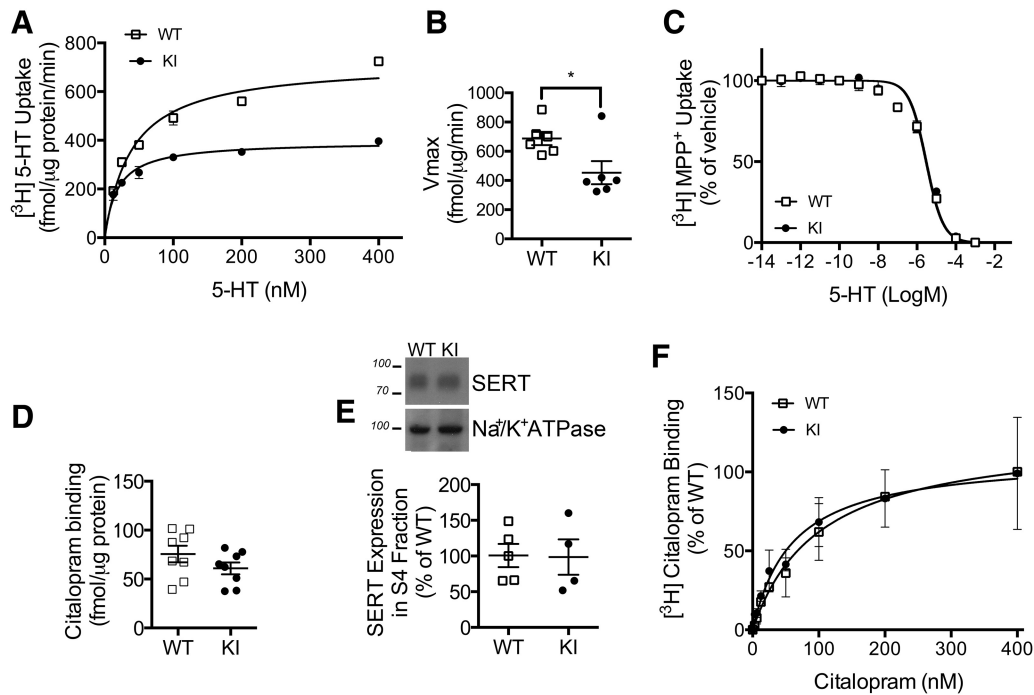 A
WT
KI
[³H] 5-HT Uptake
(fmol/µg protein/min)
800
600
400
200
0
0 100 200 300 400
5-HT (nM)
B
*
Vmax
(fmol/µg/min)
1000
800
600
400
200
0
WT KI
C
[³H] MPP⁺ Uptake
(% of vehicle)
100
50
0
WT
KI
-14 -12 -10 -8 -6 -4 -2
5-HT (LogM)
D
Citalopram binding
(fmol/µg protein)
150
100
50
0
WT KI
E
WT KI
100
70
SERT
100
Na⁺/K⁺ATPase
SERT Expression
in S4 Fraction
(% of WT)
200
150
100
50
0
WT KI
F
WT
KI
[³H] Citalopram Binding
(% of WT)
150
100
50
0
0 100 200 300 400
Citalopram (nM)